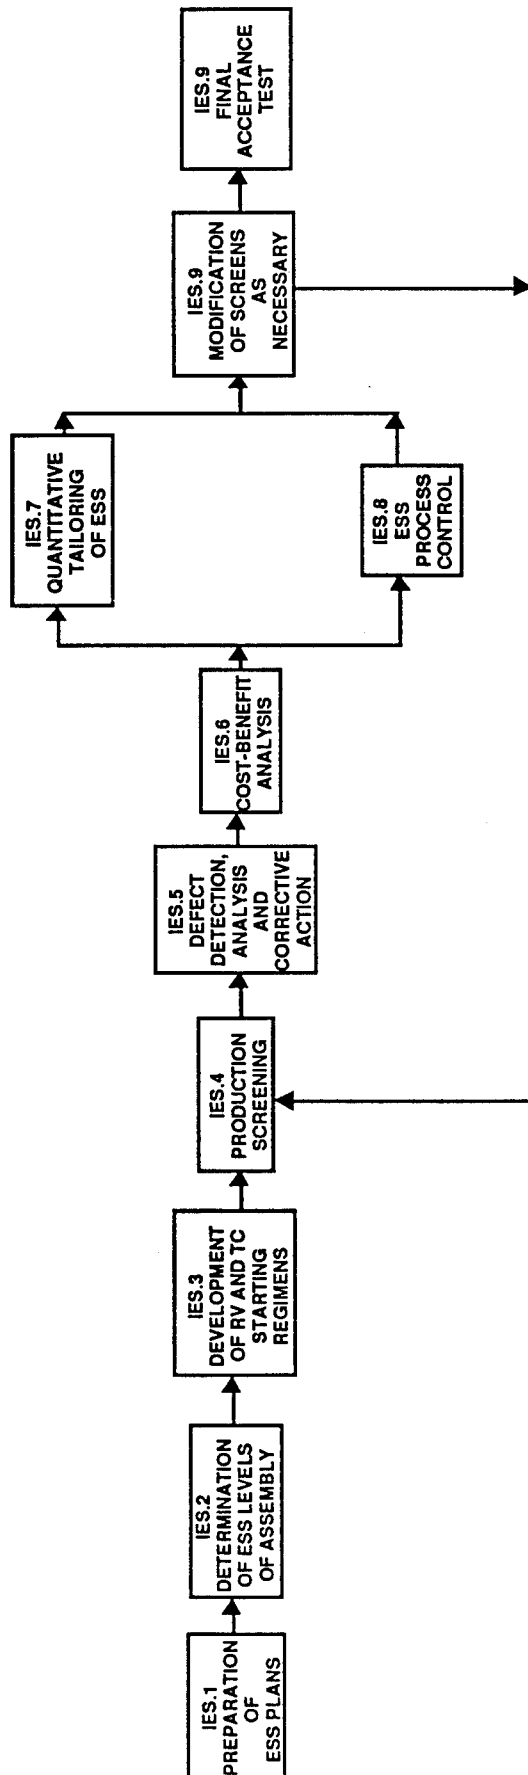 IES.1
PREPARATION
OF
ESS PLANS
IES.2
DETERMINATION
OF ESS LEVELS
OF ASSEMBLY
IES.3
DEVELOPMENT
OF RV AND TC
STARTING
REGIMENS
IES.4
PRODUCTION
SCREENING
IES.5
DEFECT
DETECTION,
ANALYSIS
AND
CORRECTIVE
ACTION
IES.6
COST-BENEFIT
ANALYSIS
IES.7
QUANTITATIVE
TAILORING
OF ESS
IES.8
ESS
PROCESS
CONTROL
IES.9
MODIFICATION
OF SCREENS
AS
NECESSARY
IES.9
FINAL
ACCEPTANCE
TEST